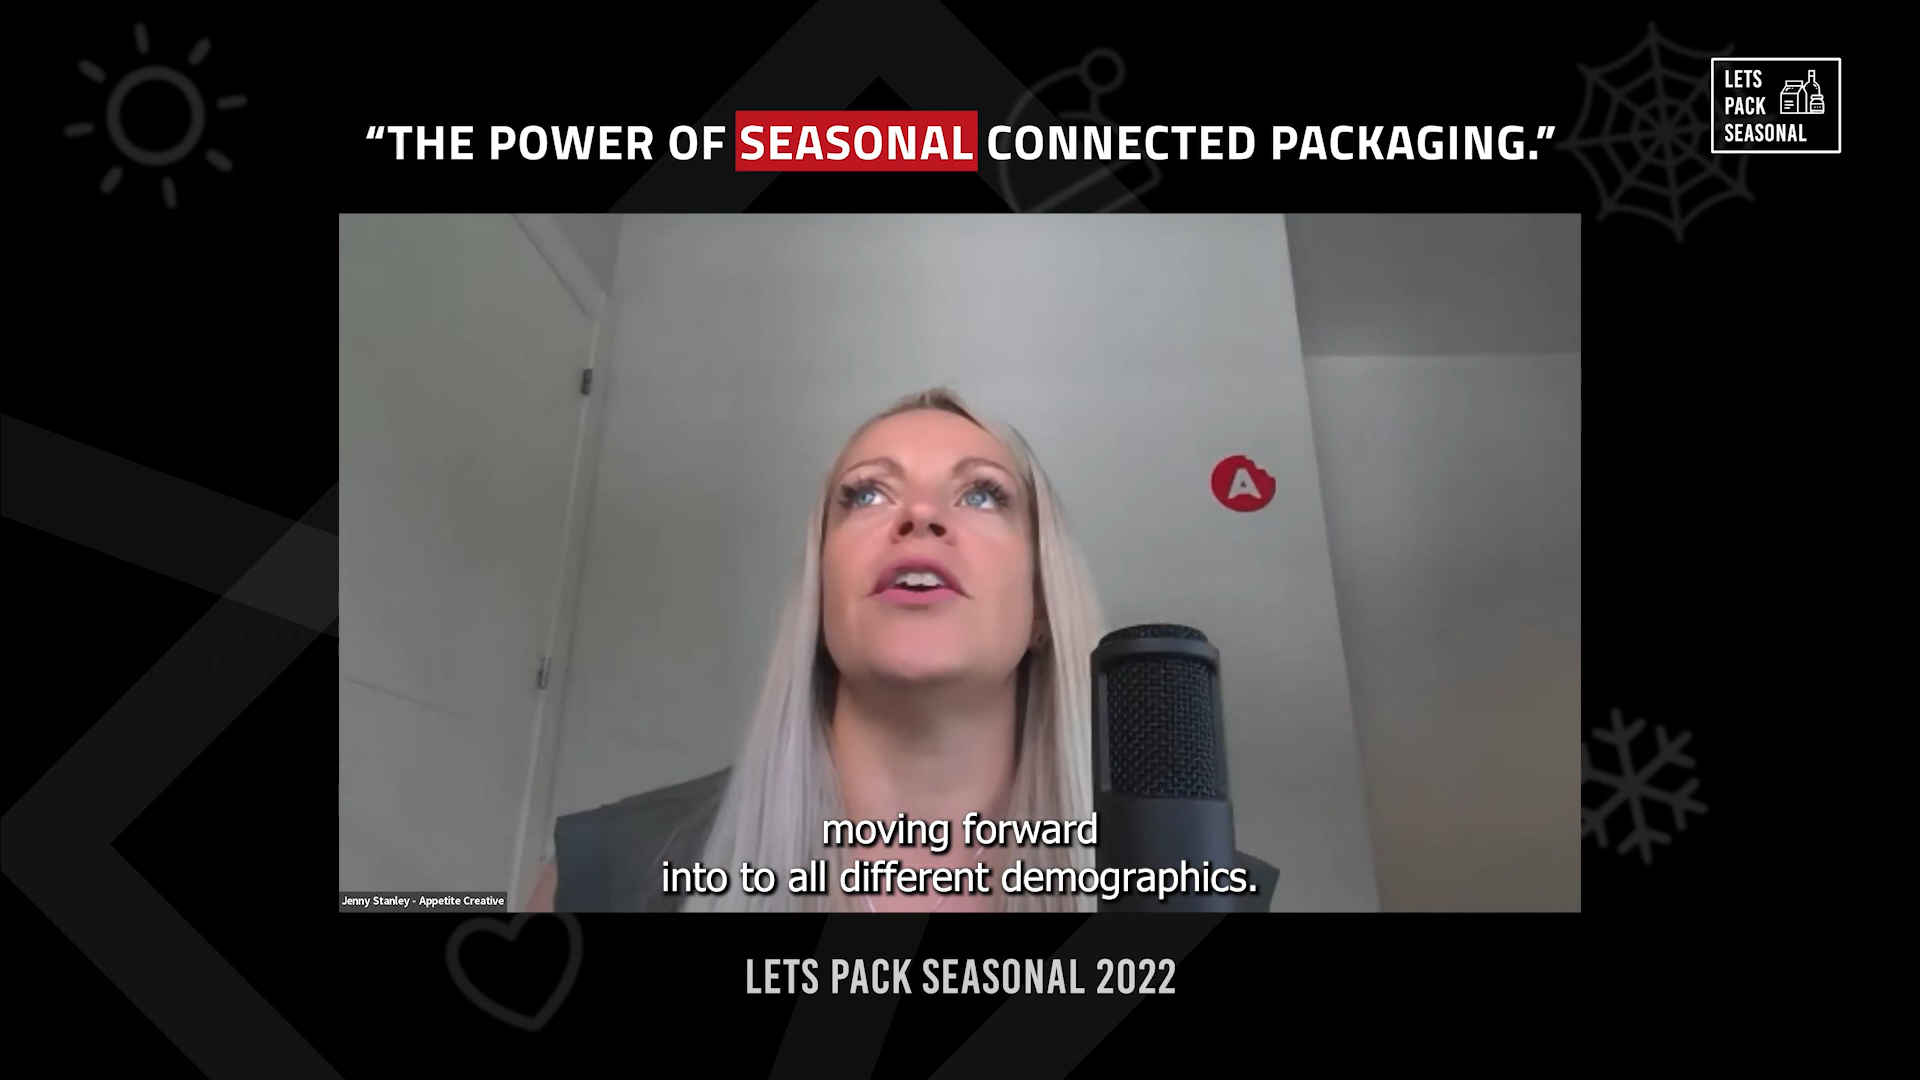 LETS
PACK
SEASONAL
“THE POWER OF SEASONAL CONNECTED PACKAGING.”
A
moving forward
into to all different demographics.
Jenny Stanley - Appetite Creative
LETS PACK SEASONAL 2022